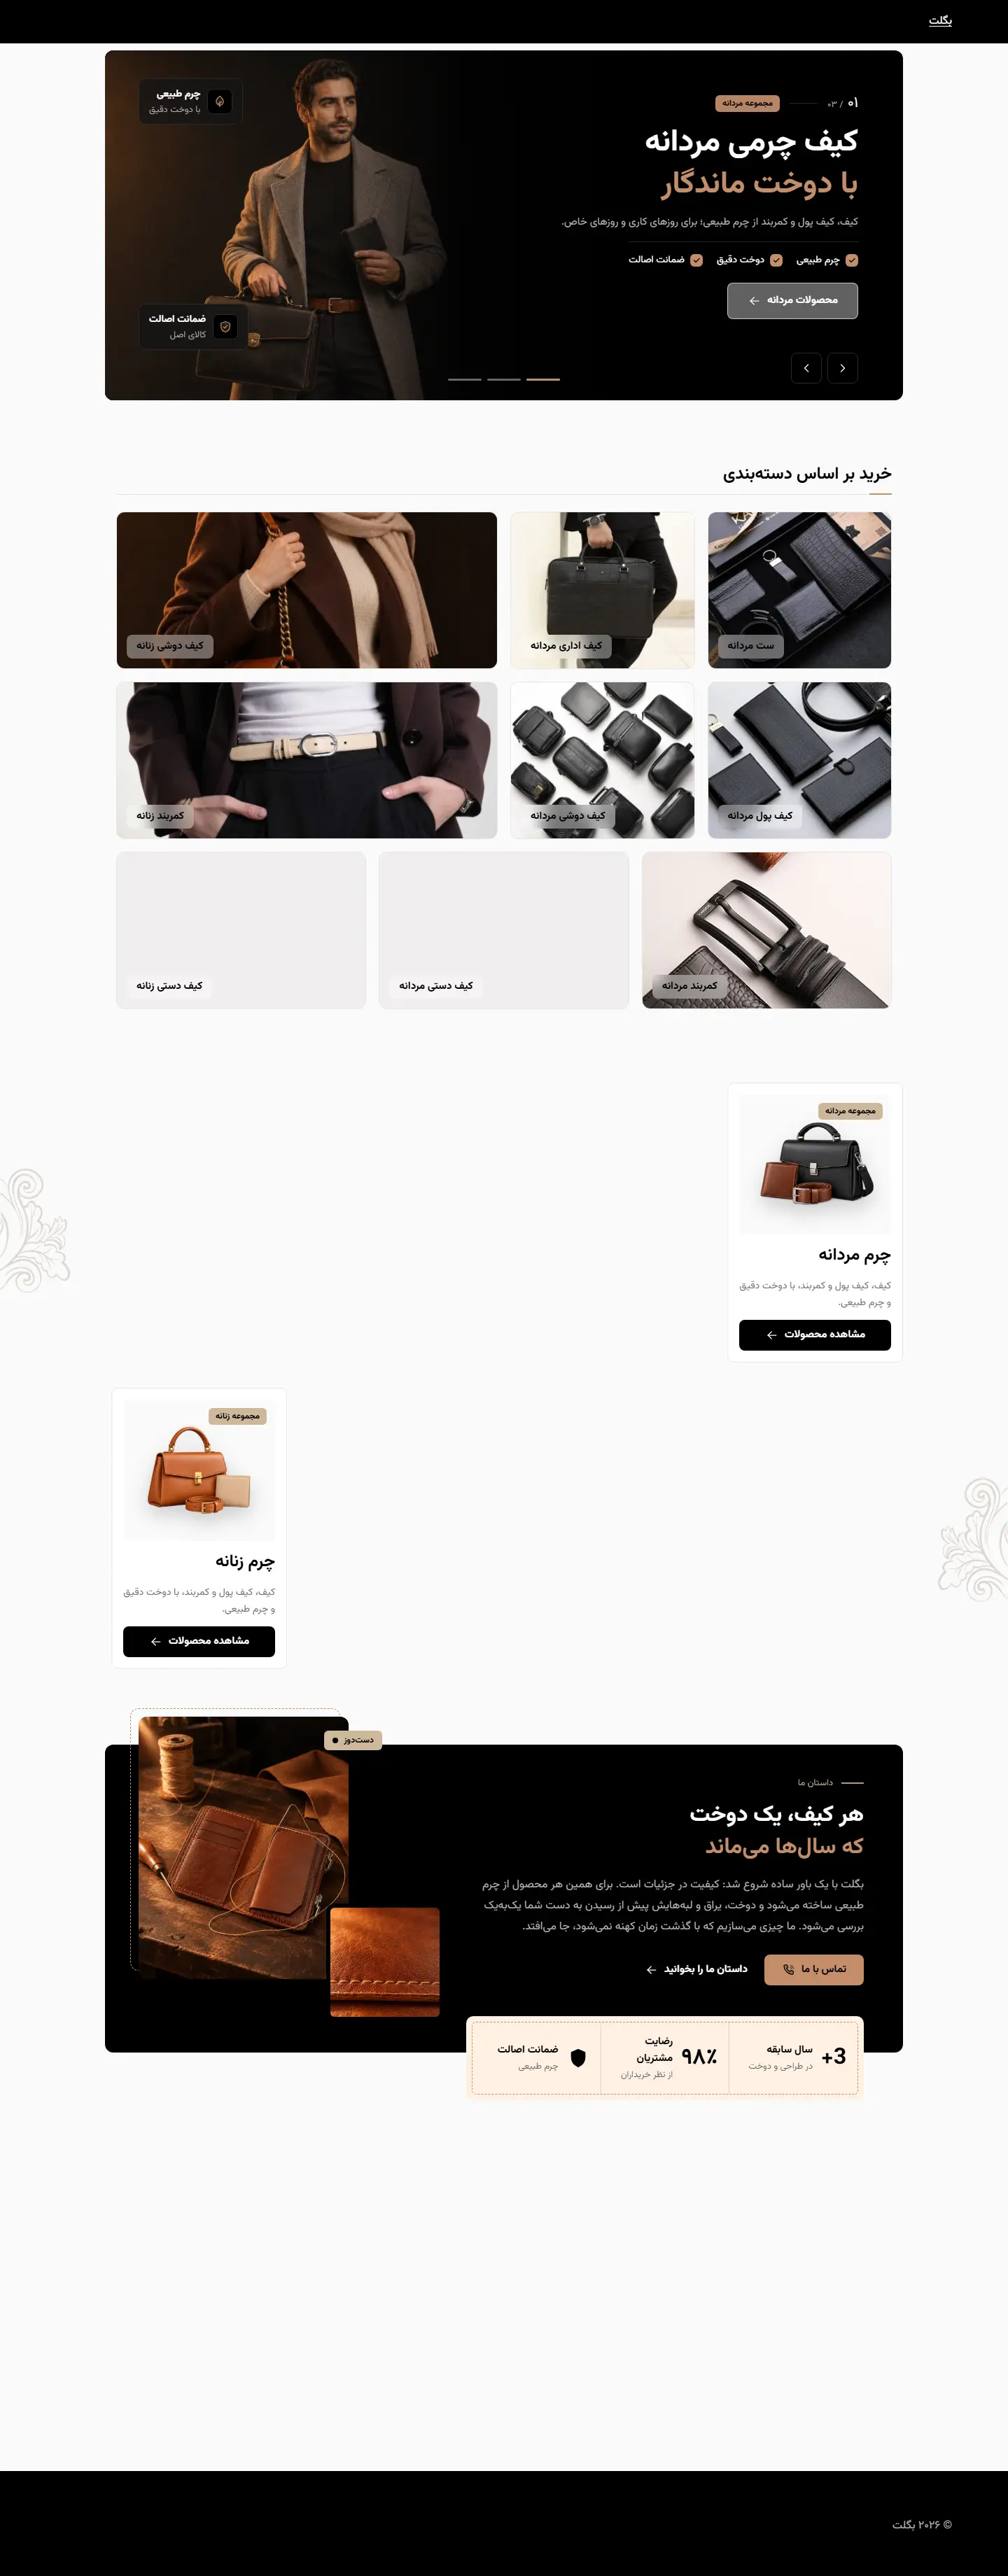 بگلت
۰۱ / ۰۳
مجموعه مردانه
کیف چرمی مردانه
با دوخت ماندگار
کیف، کیف پول و کمربند از چرم طبیعی؛ برای روزهای کاری و روزهای خاص.
چرم طبیعی
دوخت دقیق
ضمانت اصالت
محصولات مردانه
چرم طبیعی
با دوخت دقیق
ضمانت اصالت
کالای اصل
خرید بر اساس دسته‌بندی
ست مردانه
کیف اداری مردانه
کیف دوشی زنانه
کیف پول مردانه
کیف دوشی مردانه
کمربند زنانه
کمربند مردانه
کیف دستی مردانه
کیف دستی زنانه
مجموعه مردانه
چرم مردانه
کیف، کیف پول و کمربند، با دوخت دقیق
و چرم طبیعی.
مشاهده محصولات
مجموعه زنانه
چرم زنانه
کیف، کیف پول و کمربند، با دوخت دقیق
و چرم طبیعی.
مشاهده محصولات
دست‌دوز
داستان ما
هر کیف، یک دوخت
که سال‌ها می‌ماند
بگلت با یک باور ساده شروع شد: کیفیت در جزئیات است. برای همین هر محصول از چرم
طبیعی ساخته می‌شود و دوخت، یراق و لبه‌هایش پیش از رسیدن به دست شما یک‌به‌یک
بررسی می‌شود. ما چیزی می‌سازیم که با گذشت زمان کهنه نمی‌شود، جا می‌افتد.
تماس با ما
داستان ما را بخوانید
+3
سال سابقه
در طراحی و دوخت
۹۸٪
رضایت
مشتریان
از نظر خریداران
ضمانت اصالت
چرم طبیعی
© ۲۰۲۶ بگلت